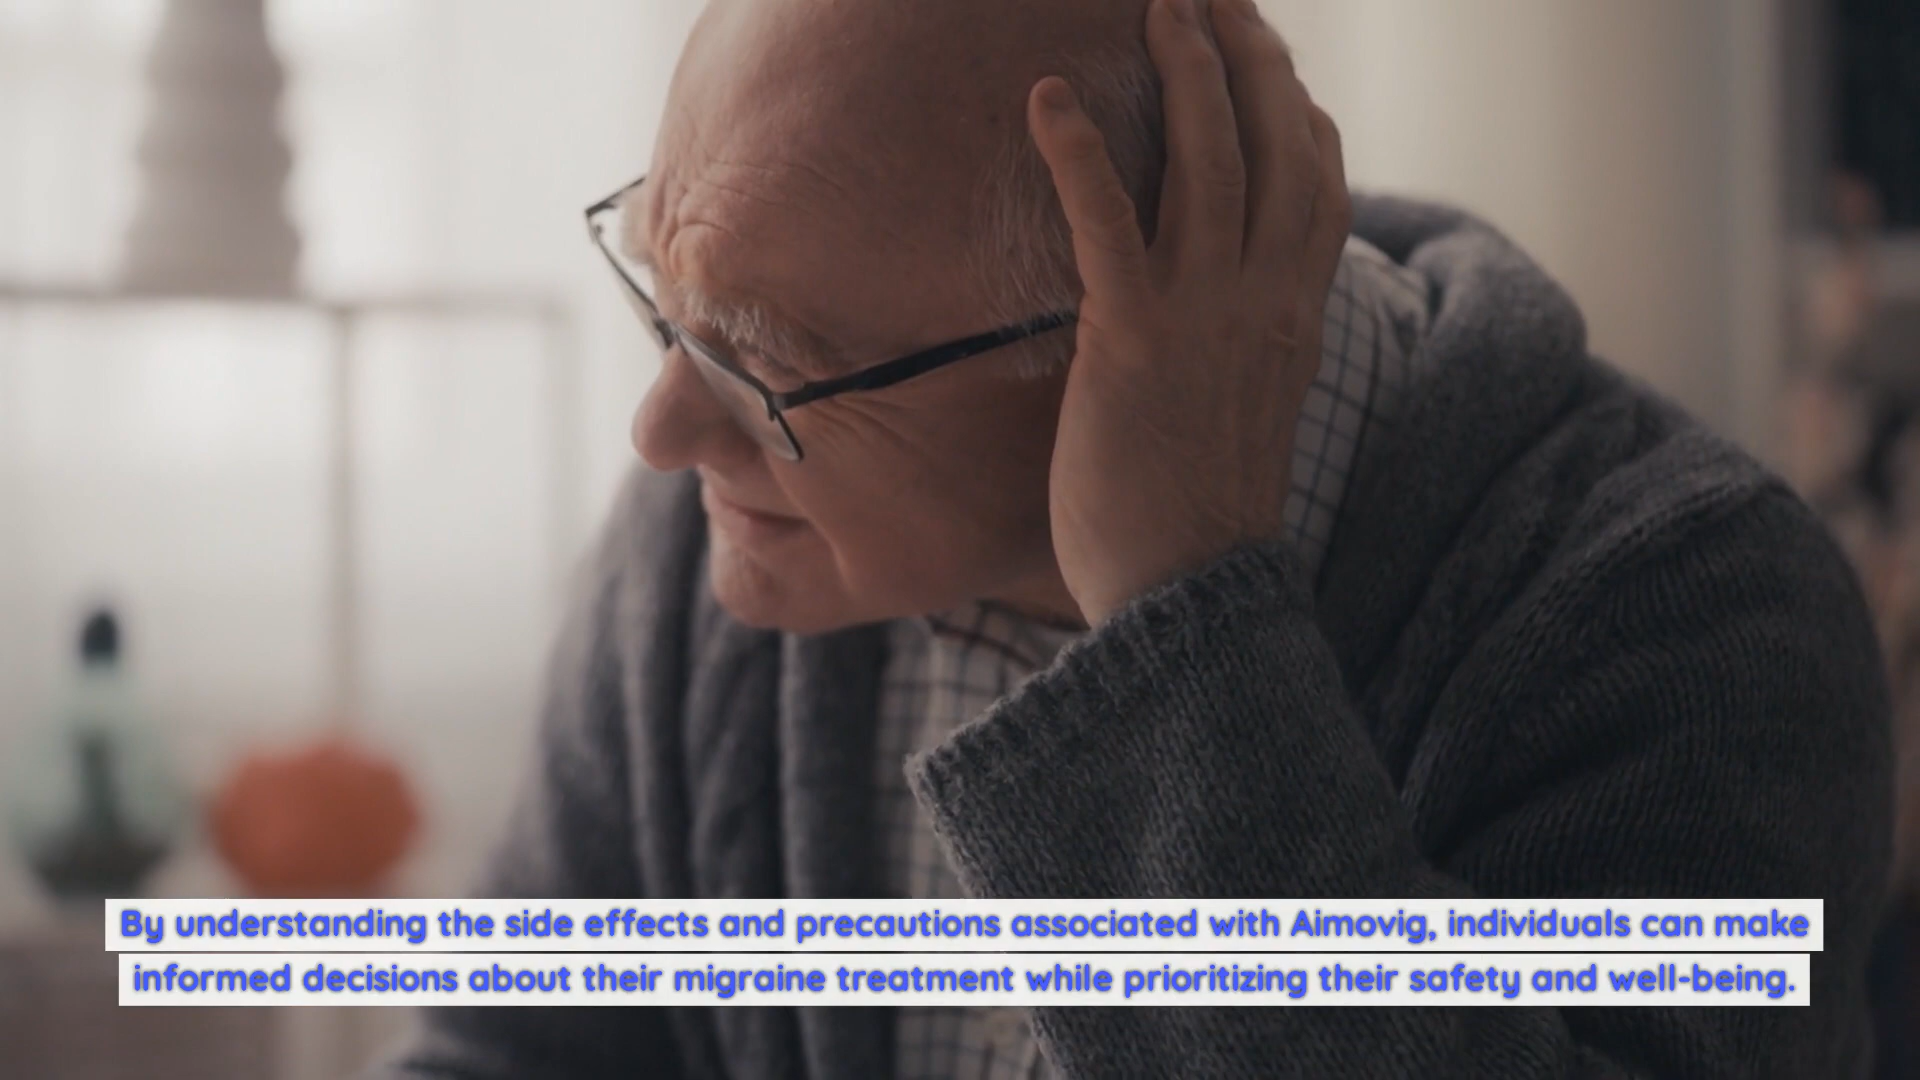 By understanding the side effects and precautions associated with Aimovig, individuals can make
informed decisions about their migraine treatment while prioritizing their safety and well-being.